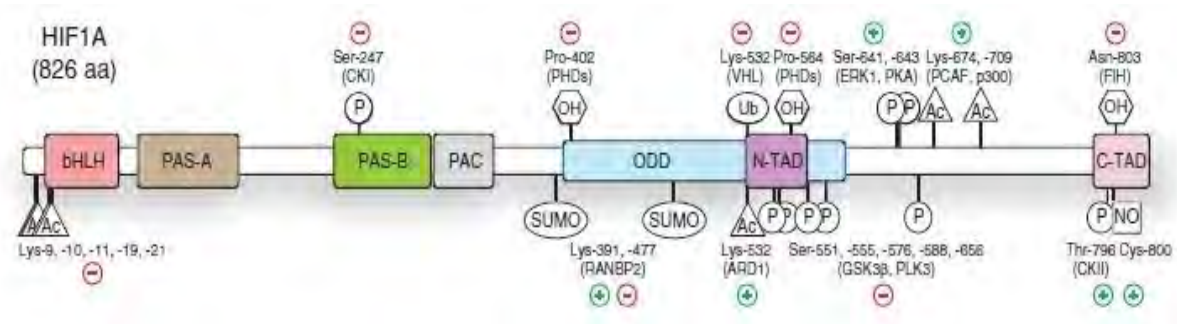 HIF1A
(826 aa)
Ser-247
(CKI)
P
Pro-402
(PHDs)
OH
Lys-532
(VHL)
Ub
Pro-564
(PHDs)
OH
Ser-641, -643
(ERK1, PKA)
P
P
Lys-674, -709
(PCAF, p300)
Ac
Ac
Asn-803
(FIH)
OH
bHLH
PAS-A
PAS-B
PAC
ODD
N-TAD
C-TAD
A
Ac
Lys-9, -10, -11, -19, -21
SUMO
SUMO
Lys-391, -477
(RANBP2)
Ac
Lys-532
(ARD1)
P
P
P
P
Ser-551, -555, -576, -588, -656
(GSK3β, PLK3)
P
P
NO
Thr-796 Cys-800
(CKII)